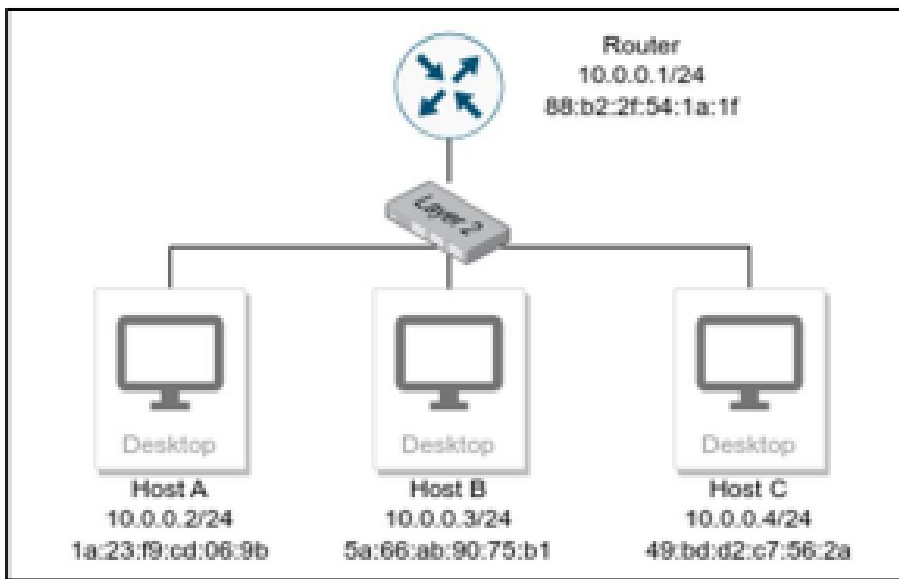 Router
10.0.0.1/24
88:b2:2f:54:1a:1f
Layer 2
Desktop
Desktop
Desktop
Host A
Host B
Host C
10.0.0.2/24
10.0.0.3/24
10.0.0.4/24
1a:23:f9:cd:06:9b
5a:66:ab:90:75:b1
49:bd:d2:c7:56:2a